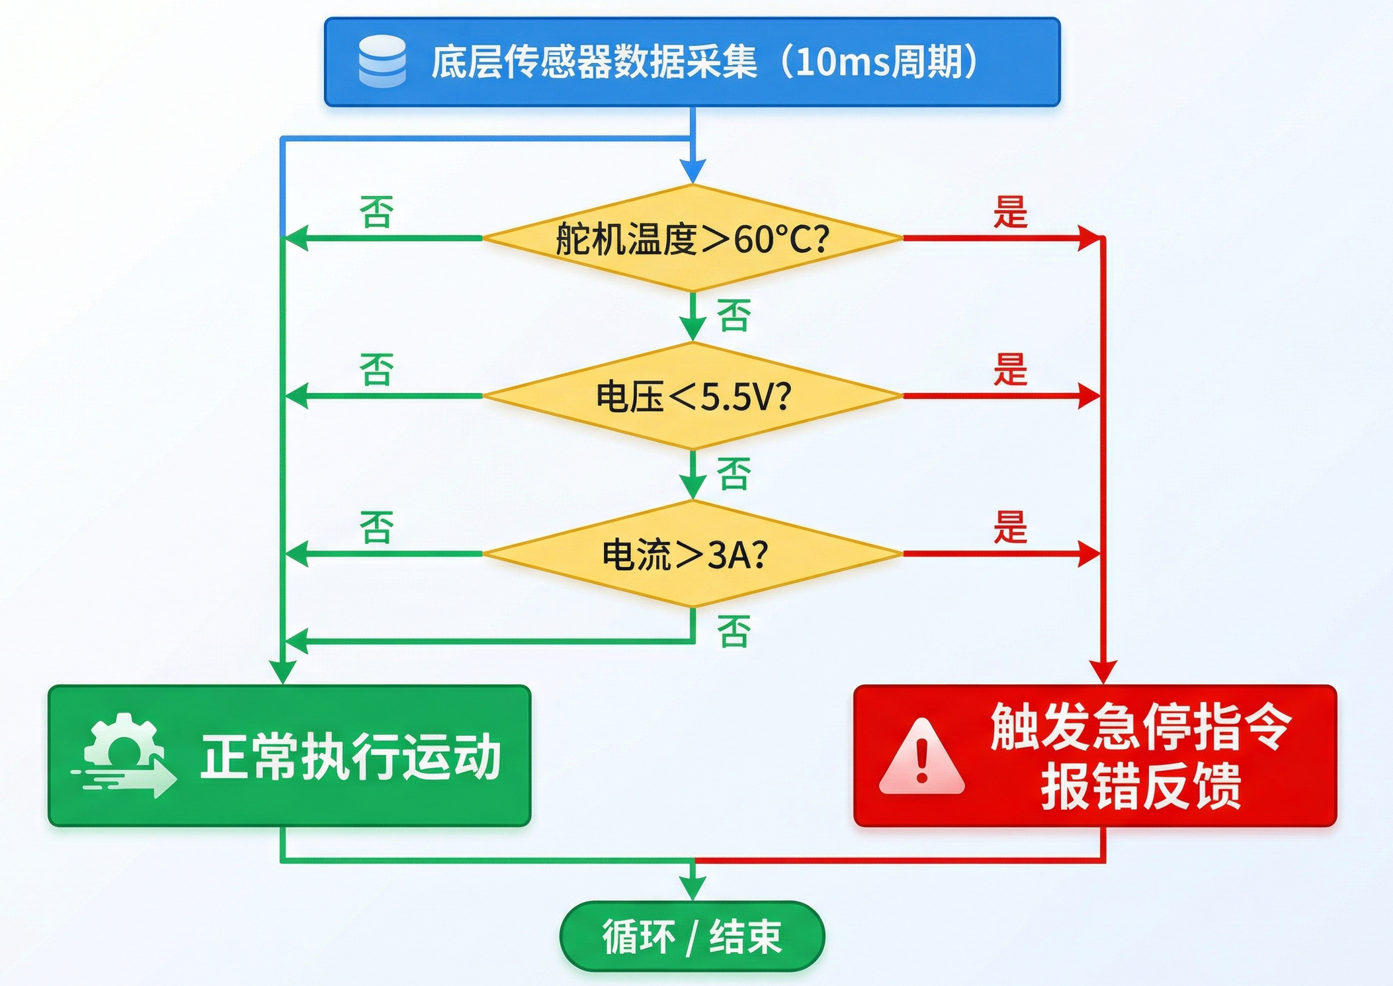 底层传感器数据采集（10ms周期）
否
舵机温度＞60°C？
是
否
否
电压＜5.5V？
是
否
否
电流＞3A？
是
否
正常执行运动
触发急停指令
报错反馈
循环 / 结束